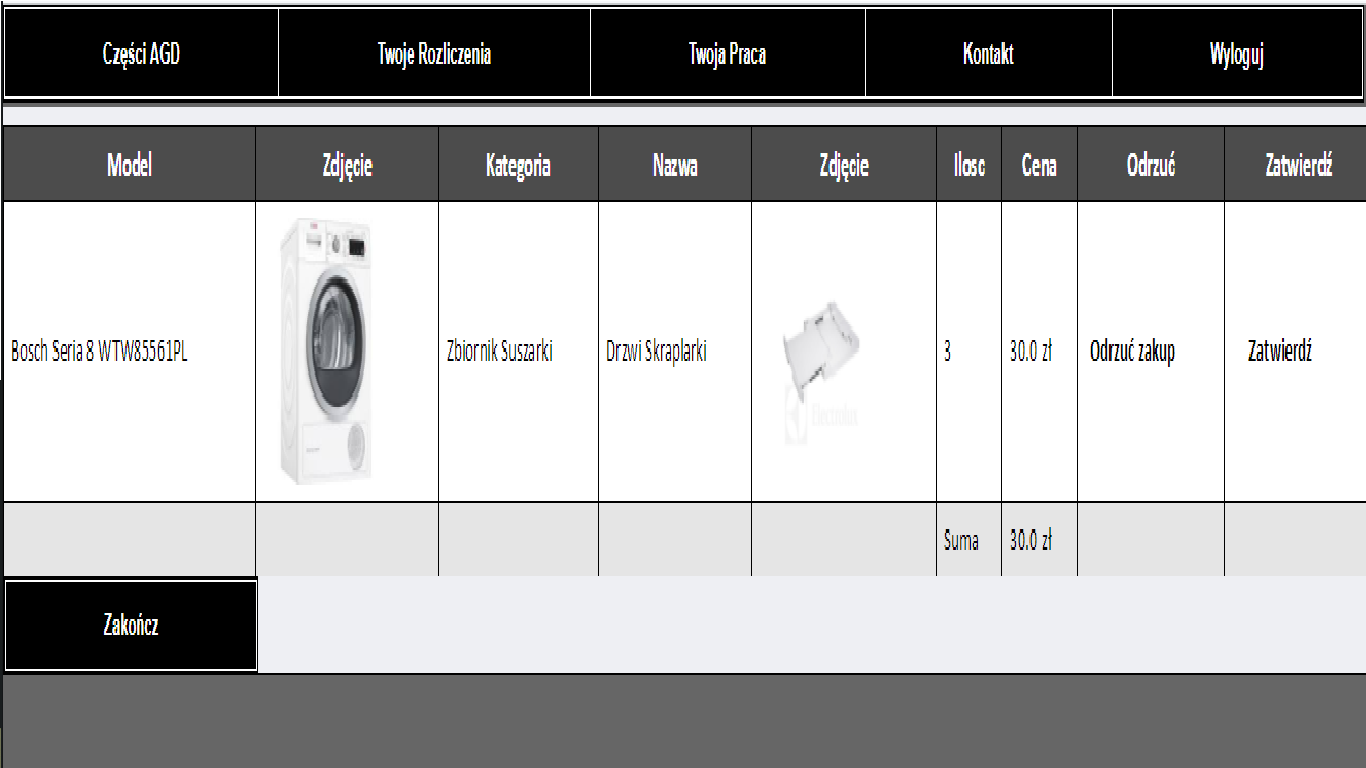 Części AGD
Twoje Rozliczenia
Twoja Praca
Kontakt
Wyloguj
Model
Zdjęcie
Kategoria
Nazwa
Zdjęcie
Ilosc
Cena
Odrzuć
Zatwierdź
Bosch Seria 8 WTW85561PL
Zbiornik Suszarki
Drzwi Skraplarki
3
30.0 zł
Odrzuć zakup
Zatwierdź
Electrolux
Suma
30.0 zł
Zakończ